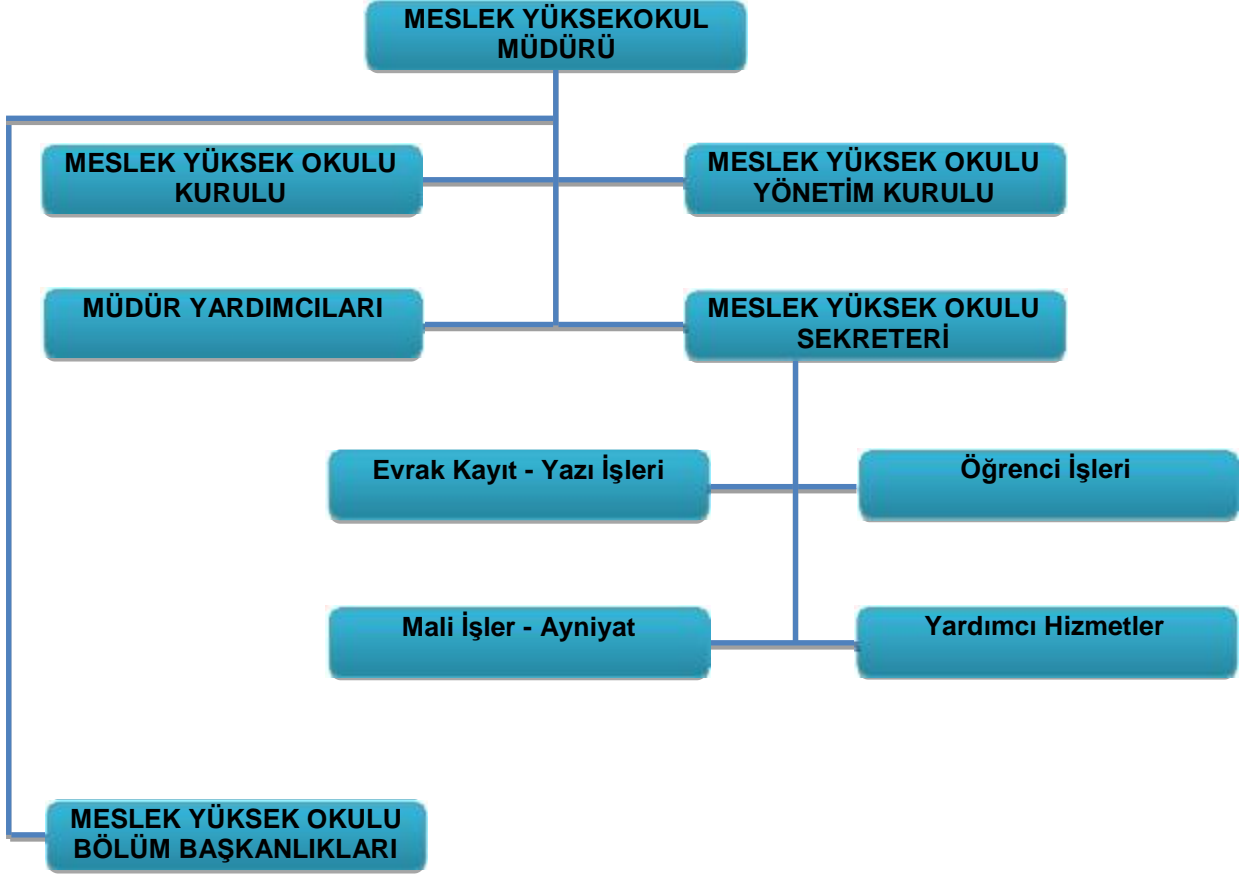 MESLEK YÜKSEKOKUL
MÜDÜRÜ
MESLEK YÜKSEK OKULU
KURULU
MESLEK YÜKSEK OKULU
YÖNETİM KURULU
MÜDÜR YARDIMCILARI
MESLEK YÜKSEK OKULU
SEKRETERİ
Evrak Kayıt - Yazı İşleri
Öğrenci İşleri
Mali İşler - Ayniyat
Yardımcı Hizmetler
MESLEK YÜKSEK OKULU
BÖLÜM BAŞKANLIKLARI